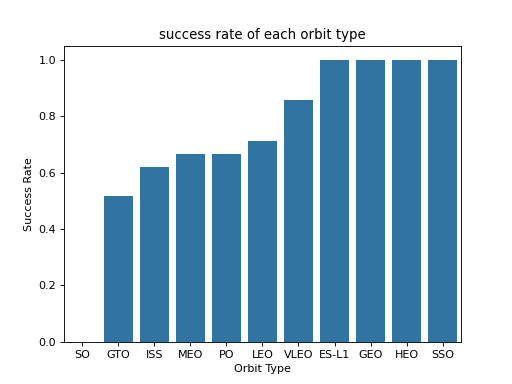 success rate of each orbit type
Success Rate
1.0
0.8
0.6
0.4
0.2
0.0
SO GTO ISS MEO PO LEO VLEO ES-L1 GEO HEO SSO
Orbit Type